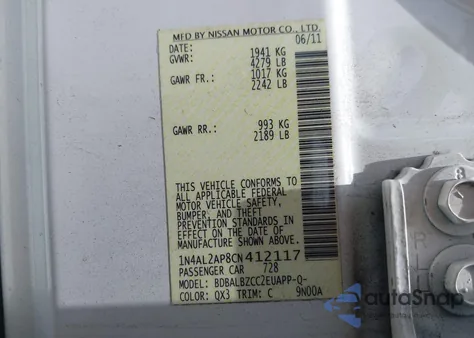 MFD BY NISSAN MOTOR CO., LTD.
DATE: 06/11
GVWR: 1941 KG
4279 LB
GAWR FR.: 1017 KG
2242 LB
GAWR RR.: 993 KG
2189 LB
THIS VEHICLE CONFORMS TO
ALL APPLICABLE FEDERAL
MOTOR VEHICLE SAFETY,
BUMPER, AND THEFT
PREVENTION STANDARDS
IN EFFECT ON THE DATE OF
MANUFACTURE SHOWN ABOVE.
1N4AL2AP8CN412117
PASSENGER CAR 728
MODEL: BDBALBZCC2EUAPP-Q-
COLOR: QX3 TRIM: C 9N00A
8
autoSnap